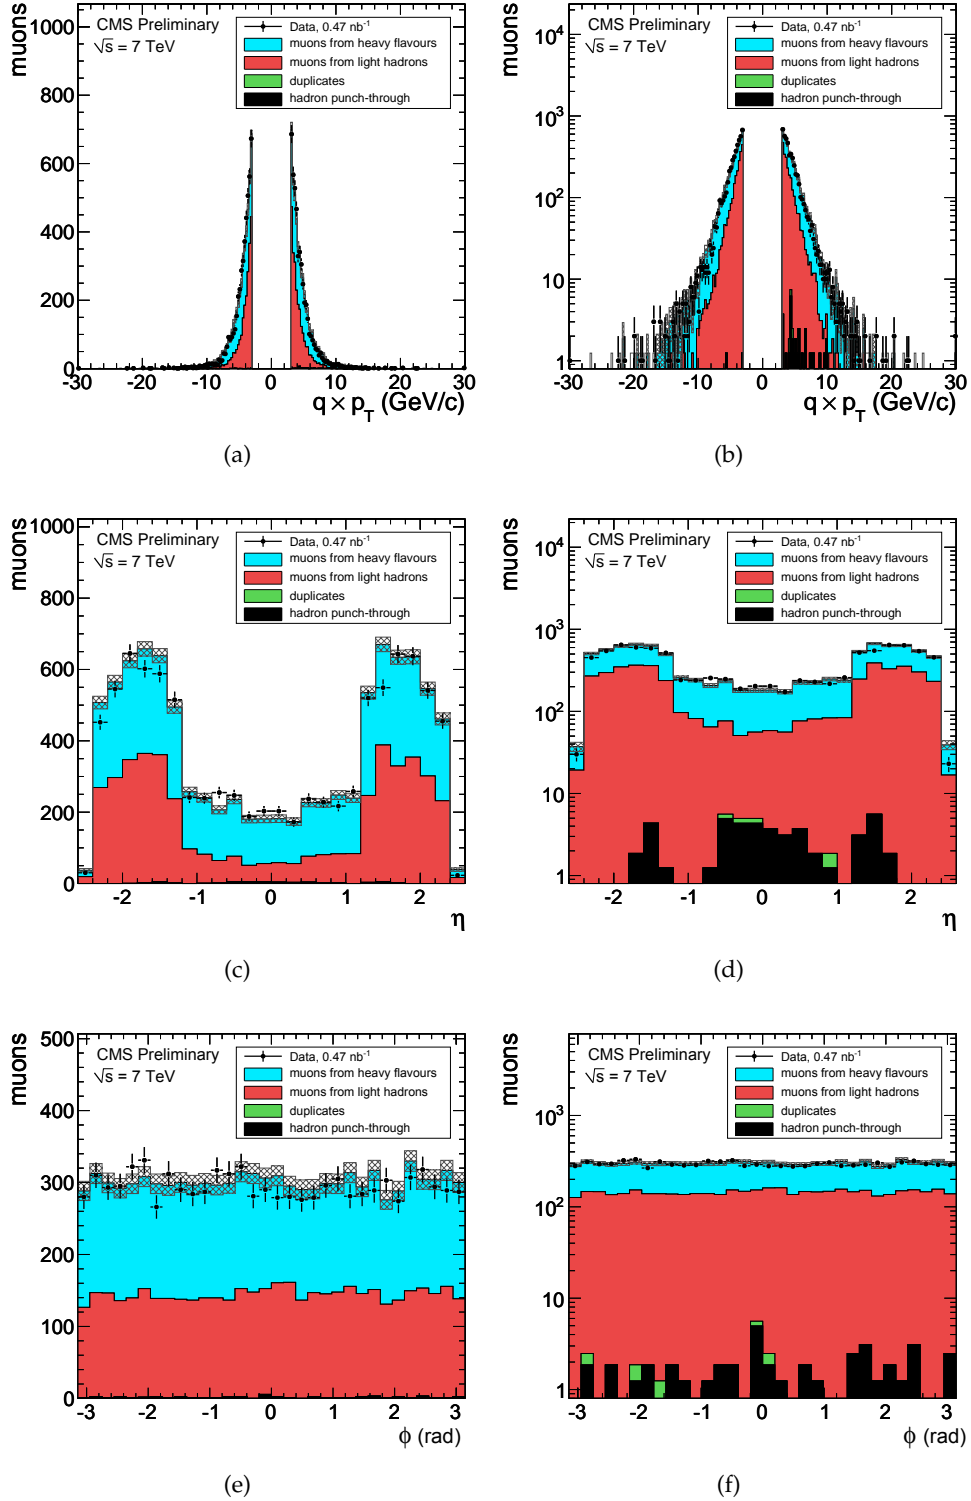 muons
1000
800
600
400
200
0
CMS Preliminary
√s = 7 TeV
Data, 0.47 nb-1
muons from heavy flavours
muons from light hadrons
duplicates
hadron punch-through
-30 -20 -10 0 10 20 30
q × pT (GeV/c)
(a)
muons
10^4
10^3
10^2
10
1
CMS Preliminary
√s = 7 TeV
Data, 0.47 nb-1
muons from heavy flavours
muons from light hadrons
duplicates
hadron punch-through
-30 -20 -10 0 10 20 30
q × pT (GeV/c)
(b)
muons
1000
800
600
400
200
0
CMS Preliminary
√s = 7 TeV
Data, 0.47 nb-1
muons from heavy flavours
muons from light hadrons
duplicates
hadron punch-through
-2 -1 0 1 2
η
(c)
muons
10^4
10^3
10^2
10
1
CMS Preliminary
√s = 7 TeV
Data, 0.47 nb-1
muons from heavy flavours
muons from light hadrons
duplicates
hadron punch-through
-2 -1 0 1 2
η
(d)
muons
500
400
300
200
100
0
CMS Preliminary
√s = 7 TeV
Data, 0.47 nb-1
muons from heavy flavours
muons from light hadrons
duplicates
hadron punch-through
-3 -2 -1 0 1 2 3
ϕ (rad)
(e)
muons
10^3
10^2
10
1
CMS Preliminary
√s = 7 TeV
Data, 0.47 nb-1
muons from heavy flavours
muons from light hadrons
duplicates
hadron punch-through
-3 -2 -1 0 1 2 3
ϕ (rad)
(f)